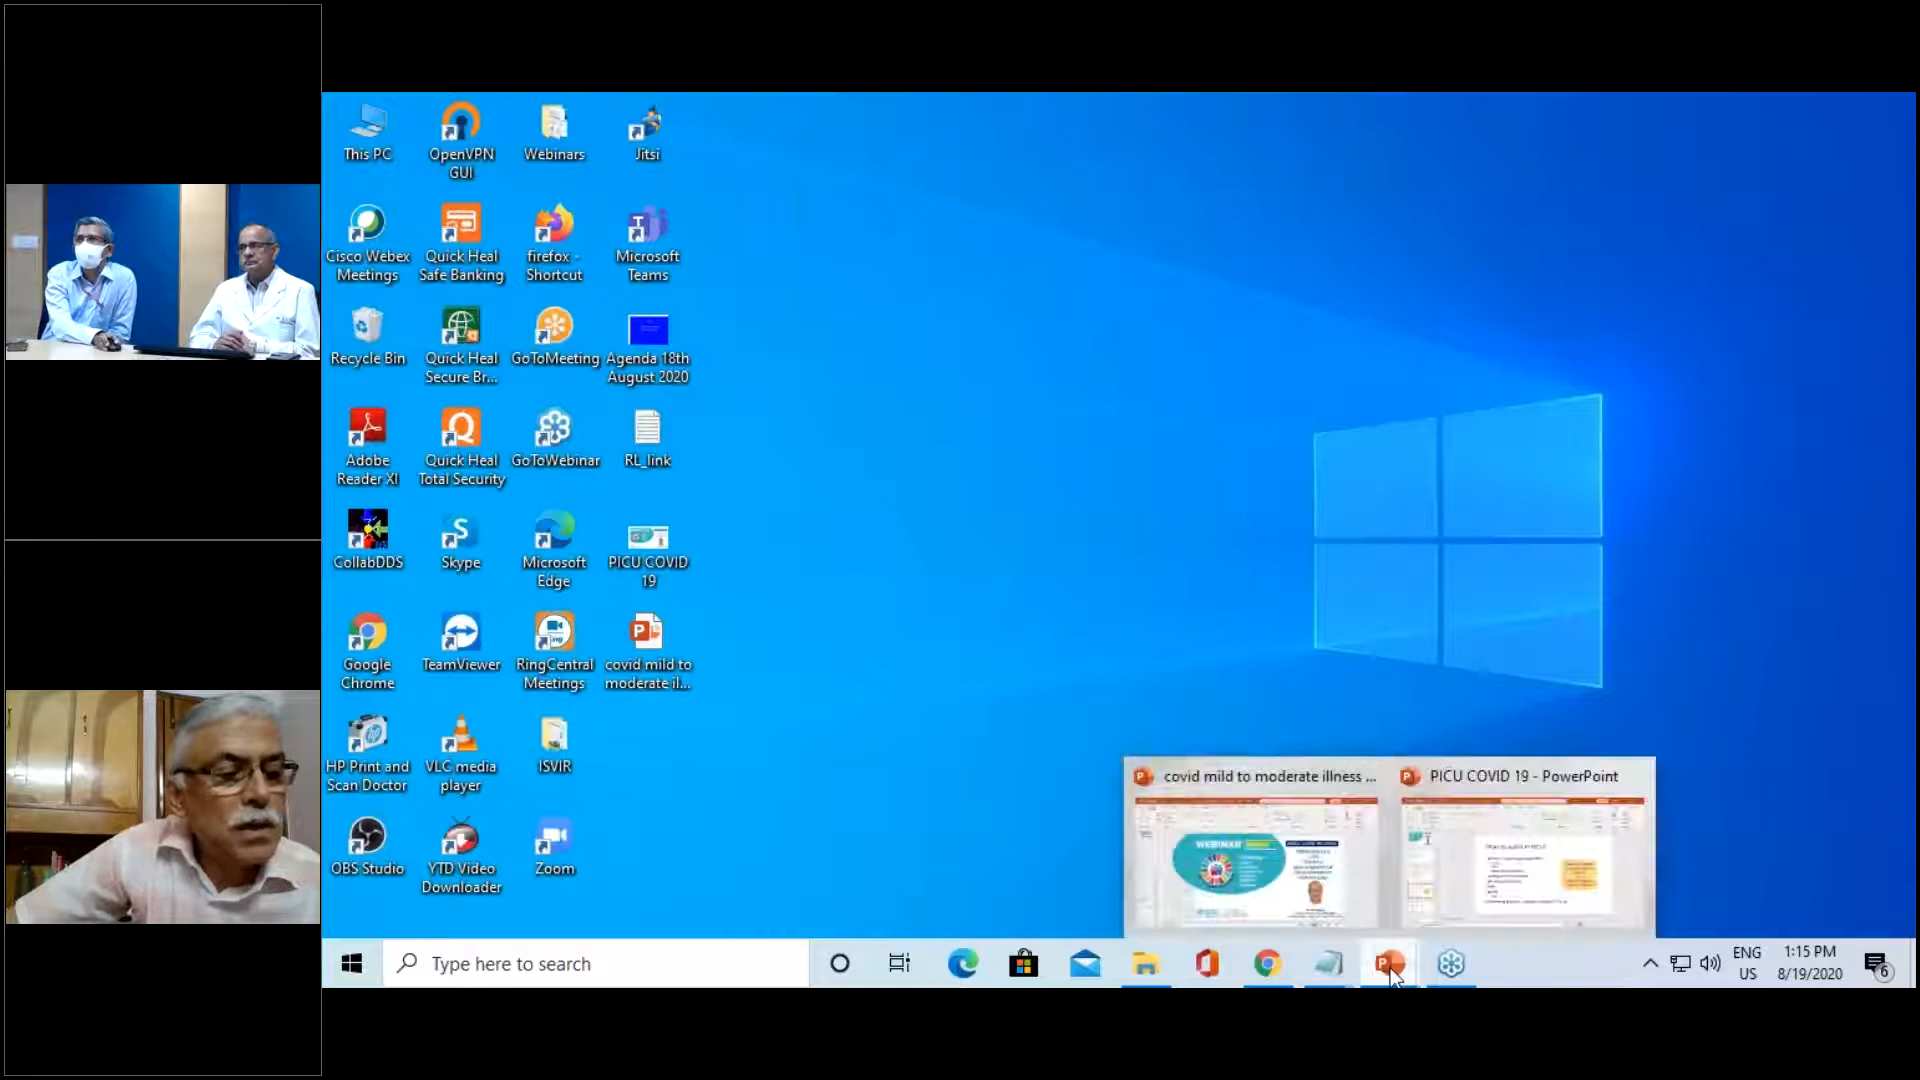 This PC
OpenVPN
GUI
Webinars
Jitsi
Cisco Webex
Meetings
Quick Heal
Safe Banking
firefox -
Shortcut
Microsoft
Teams
Recycle Bin
Quick Heal
Secure Br...
GoToMeeting
Agenda 18th
August 2020
Adobe
Reader XI
Quick Heal
Total Security
GoToWebinar
RL_link
CollabDDS
Skype
Microsoft
Edge
PICU COVID
19
Google
Chrome
TeamViewer
RingCentral
Meetings
covid mild to
moderate il...
HP Print and
Scan Doctor
VLC media
player
ISVIR
OBS Studio
YTD Video
Downloader
Zoom
covid mild to moderate illness ...
PICU COVID 19 - PowerPoint
WEBINAR
Type here to search
ENG
US
1:15 PM
8/19/2020
6